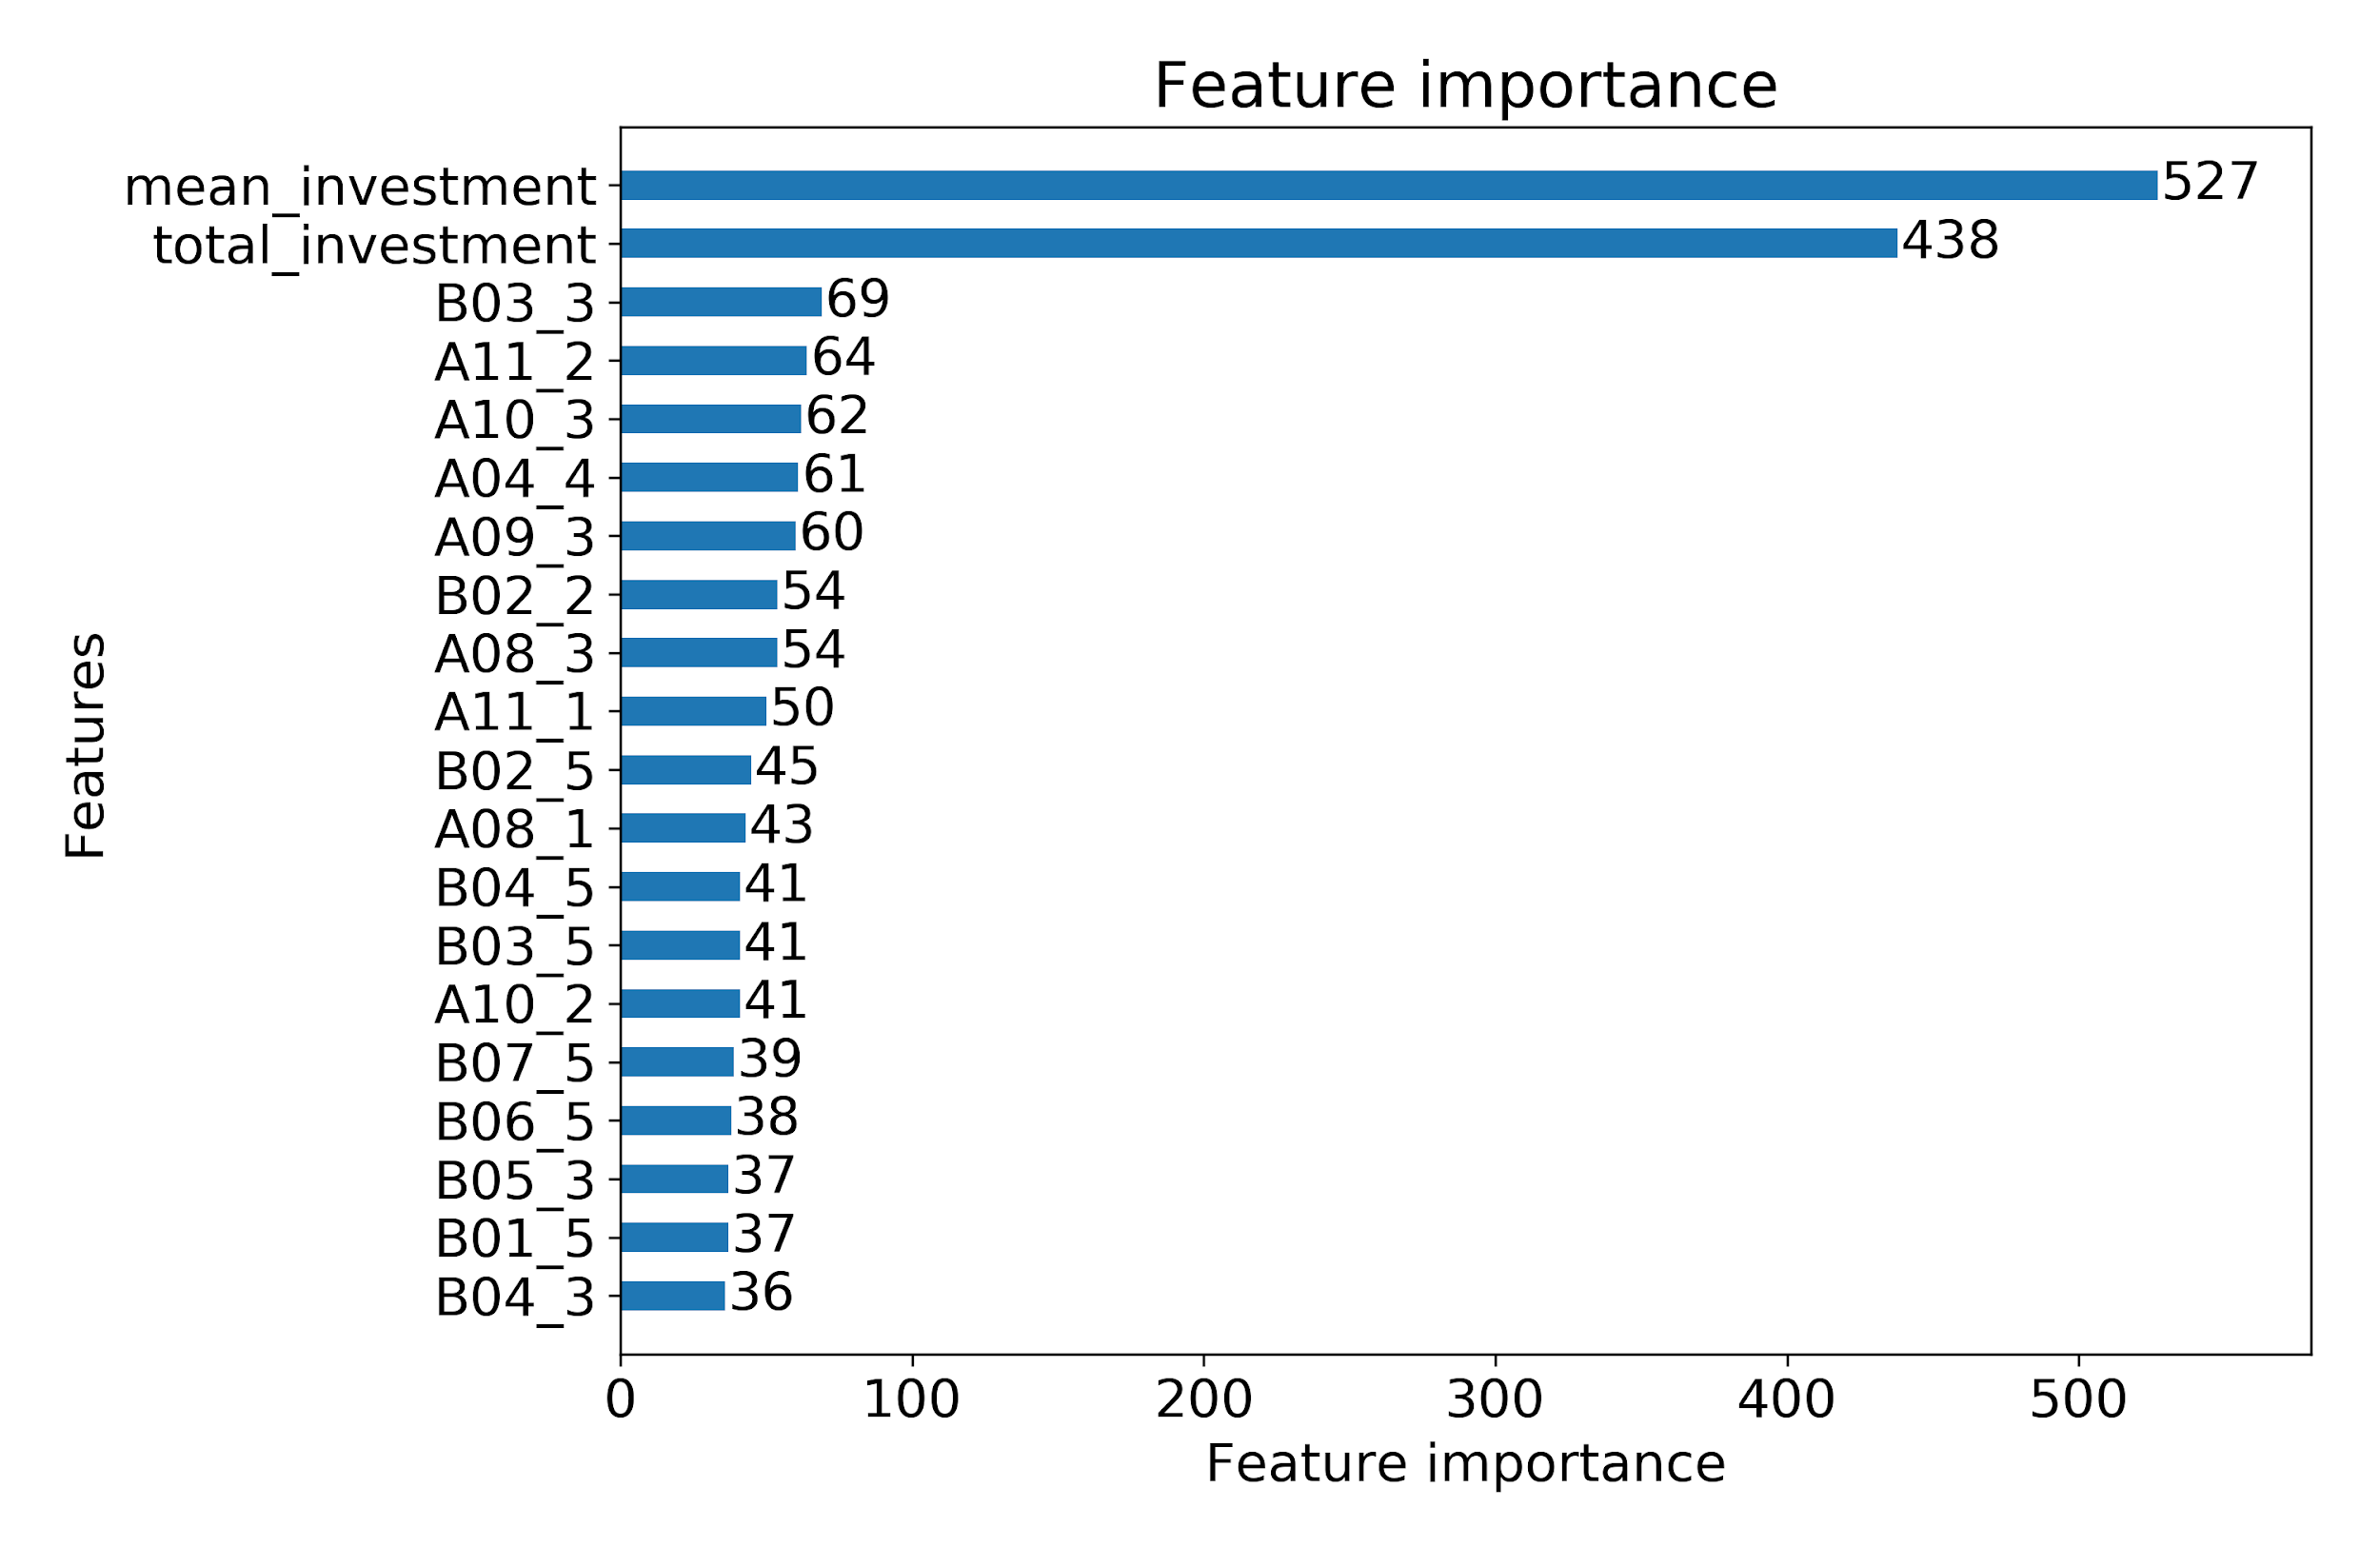 Feature importance
mean_investment 527
total_investment 438
B03_3 69
A11_2 64
A10_3 62
A04_4 61
A09_3 60
B02_2 54
A08_3 54
A11_1 50
B02_5 45
A08_1 43
B04_5 41
B03_5 41
A10_2 41
B07_5 39
B06_5 38
B05_3 37
B01_5 37
B04_3 36
Features
0 100 200 300 400 500
Feature importance